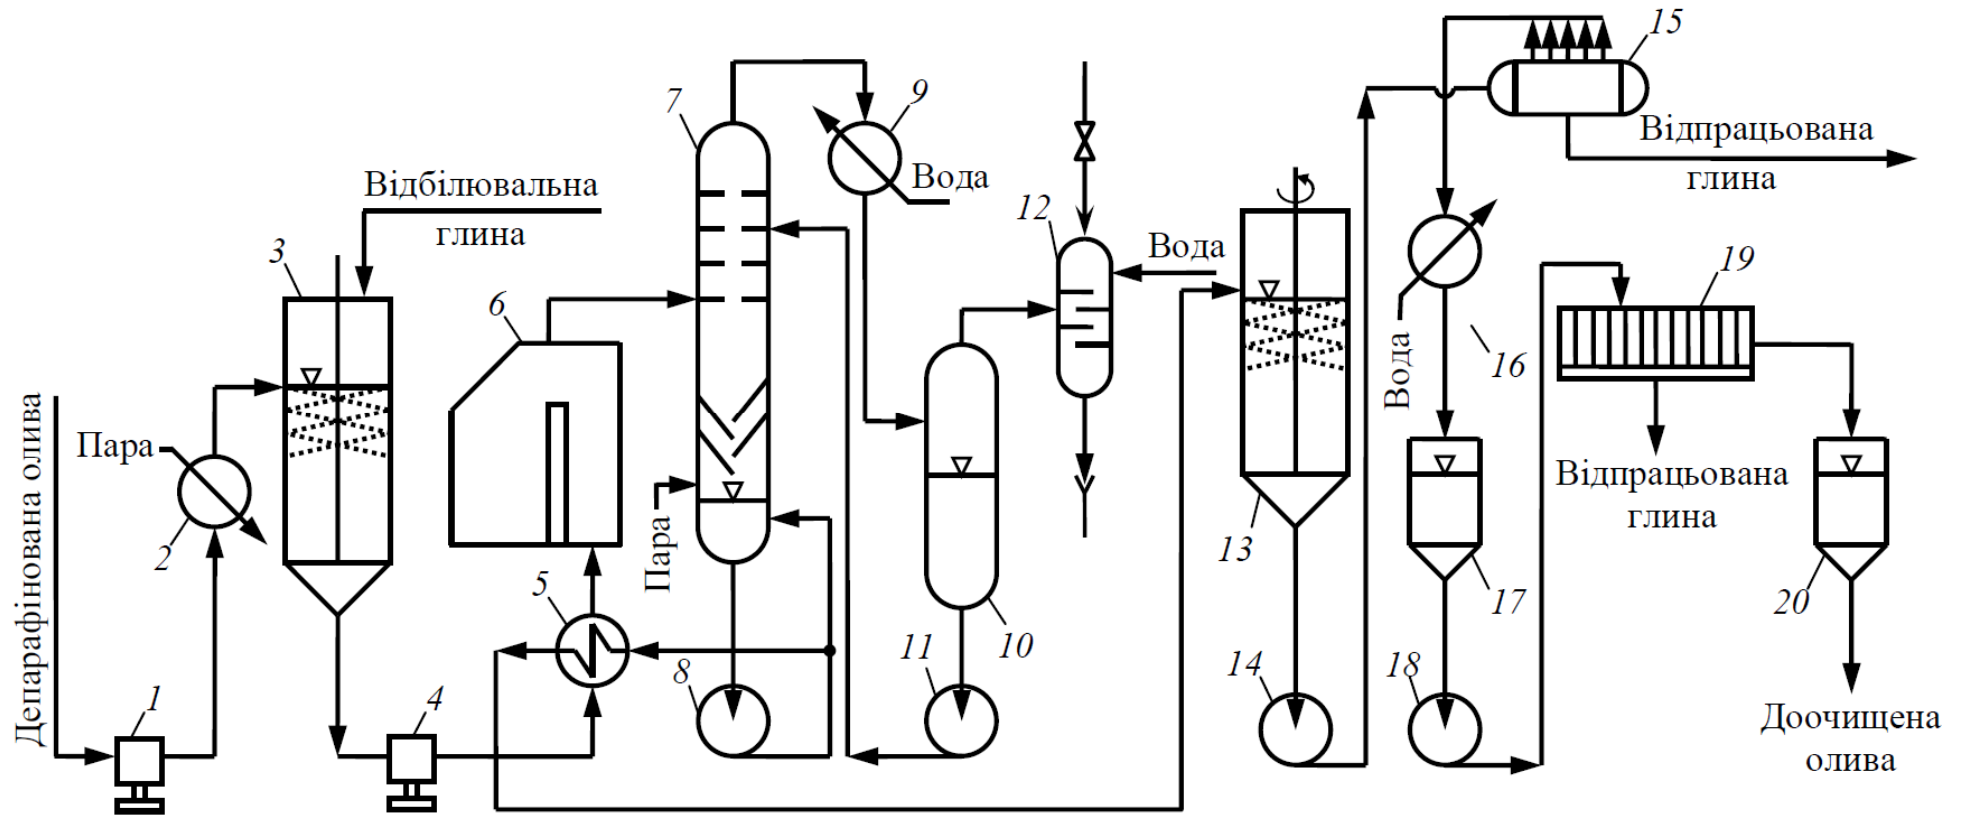 15
7
9
Відпрацьована
глина
Відбілювальна
глина
Вода
12
3
Вода
19
6
16
Вода
Депарафінована олива
Пара
Відпрацьована
глина
Пара
2
13
5
17
20
10
11
8
14
18
1
4
Доочищена
олива